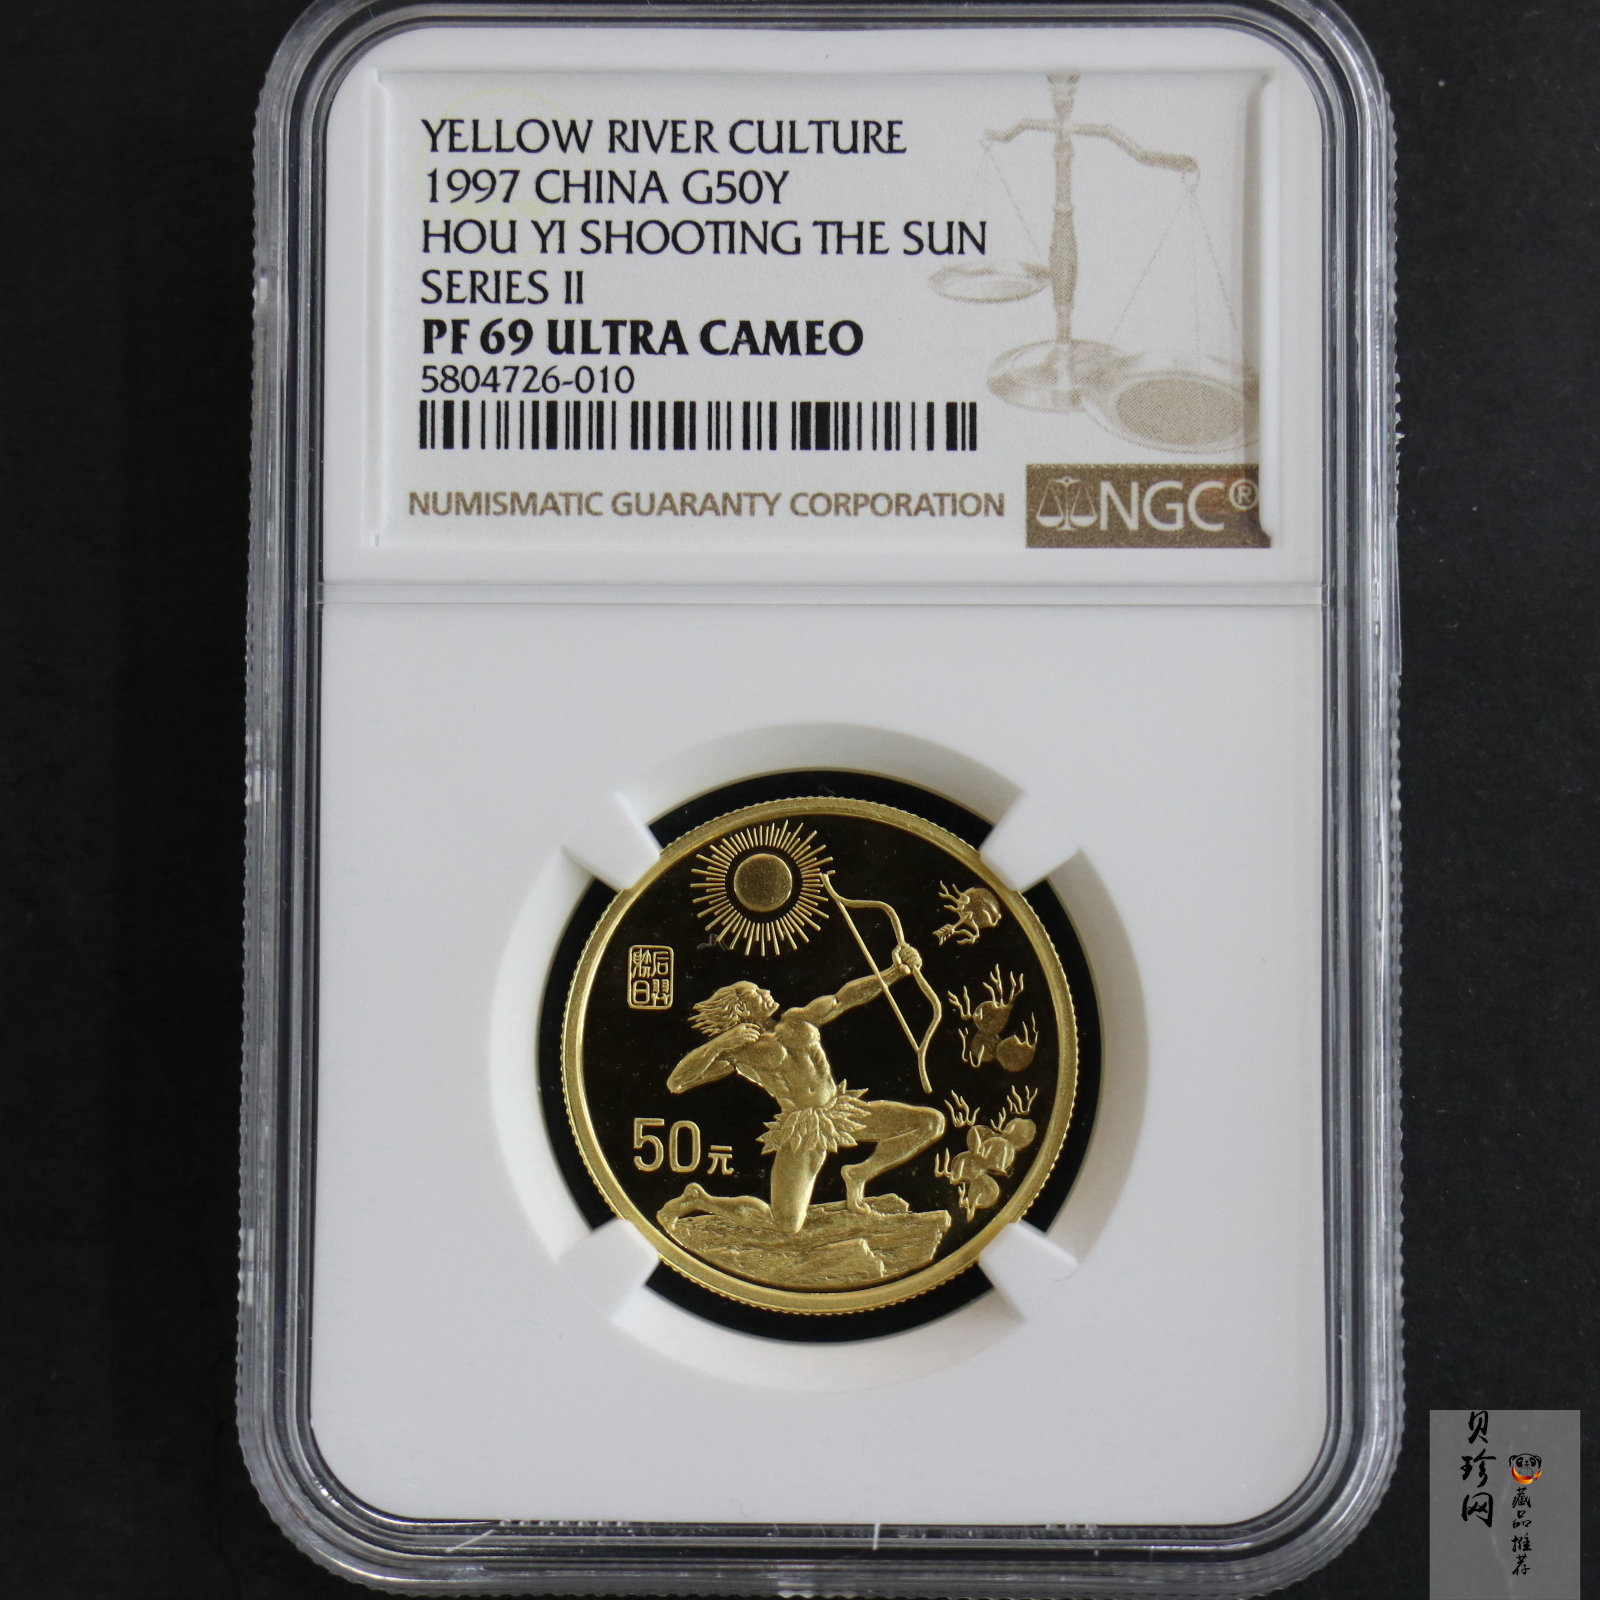 YELLOW RIVER CULTURE
1997 CHINA G50Y
HOU YI SHOOTING THE SUN
SERIES II
PF 69 ULTRA CAMEO
5804726-010
NUMISMATIC GUARANTY CORPORATION
NGC®
后羿
射日
50元
贝珍网
藏品推荐